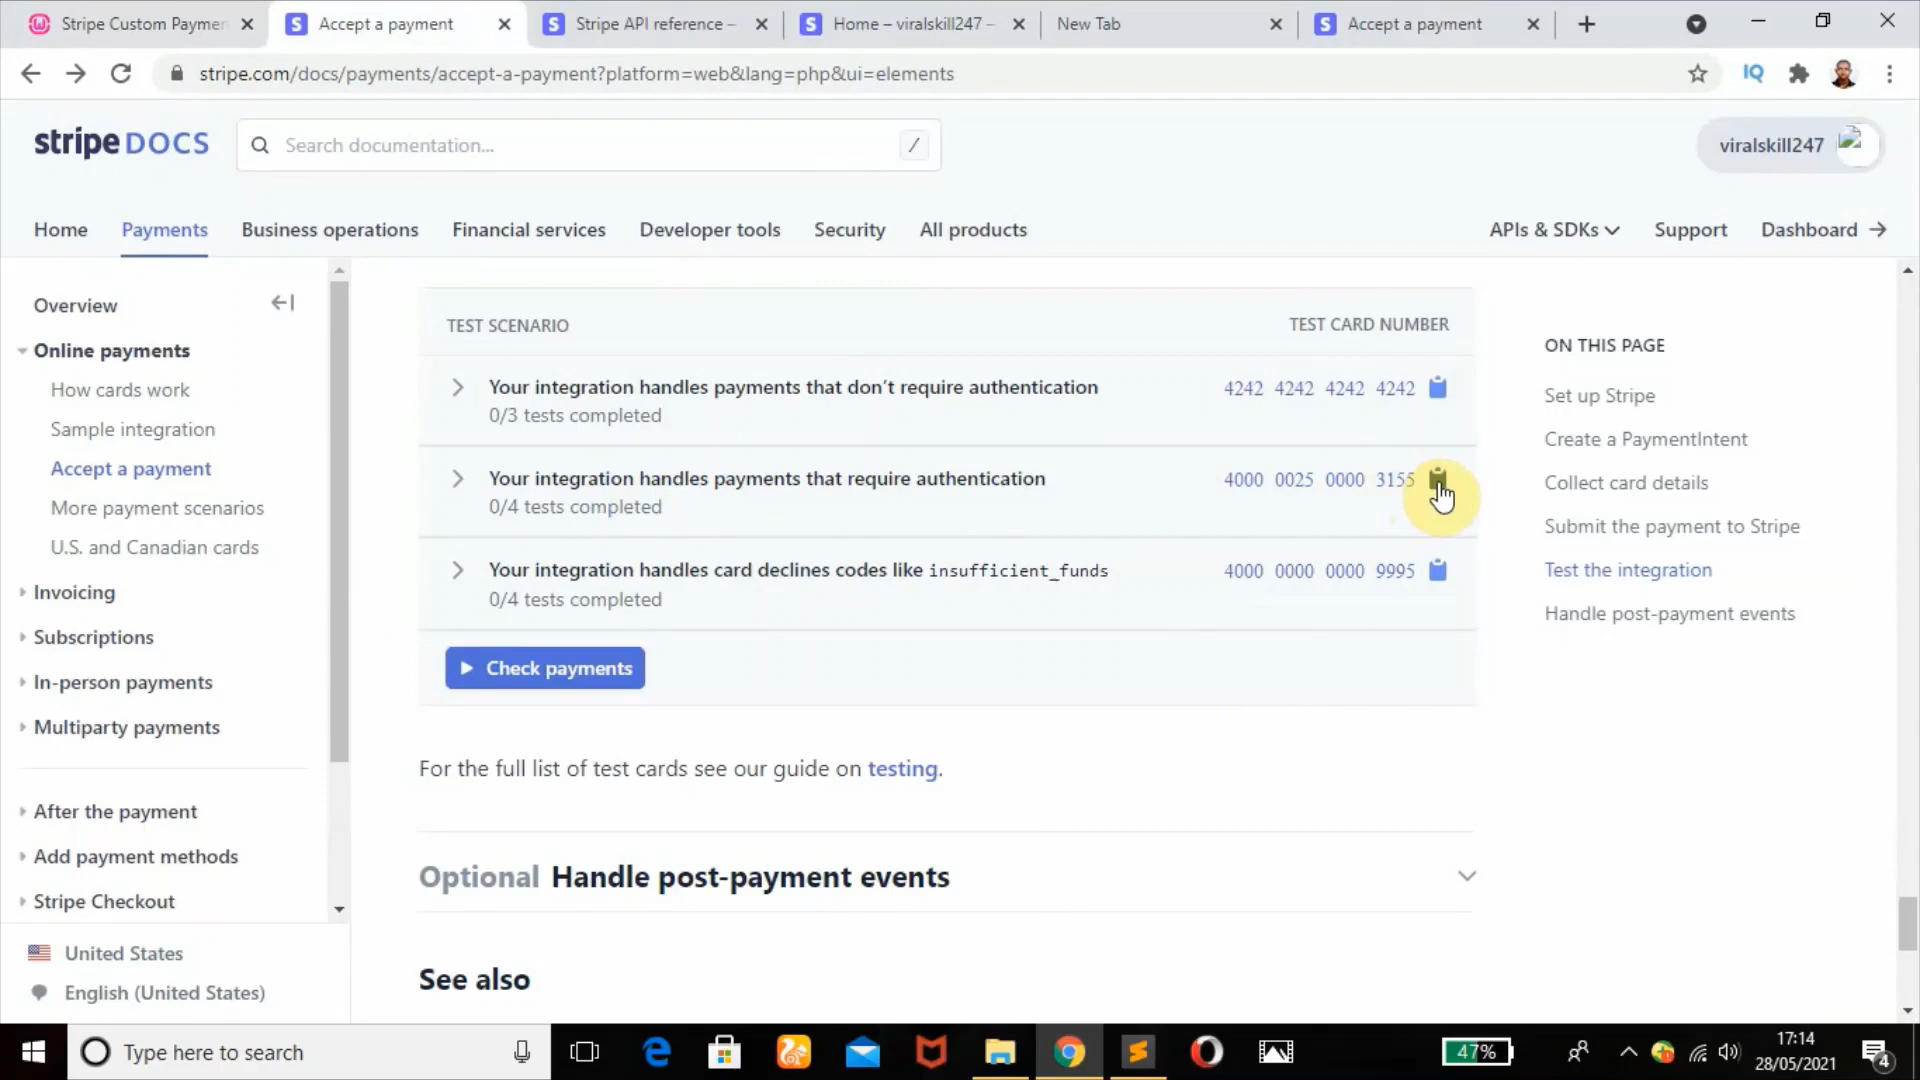 Stripe Custom Paymen
Accept a payment
Stripe API reference –
Home – viralskill247 –
New Tab
Accept a payment
stripe.com/docs/payments/accept-a-payment?platform=web&lang=php&ui=elements
IQ
stripe DOCS
Search documentation...
/
viralskill247
Home
Payments
Business operations
Financial services
Developer tools
Security
All products
APIs & SDKs
Support
Dashboard
Overview
Online payments
How cards work
Sample integration
Accept a payment
More payment scenarios
U.S. and Canadian cards
Invoicing
Subscriptions
In-person payments
Multiparty payments
After the payment
Add payment methods
Stripe Checkout
United States
English (United States)
TEST SCENARIO
TEST CARD NUMBER
Your integration handles payments that don’t require authentication
4242 4242 4242 4242
0/3 tests completed
Your integration handles payments that require authentication
4000 0025 0000 3155
0/4 tests completed
Your integration handles card declines codes like insufficient_funds
4000 0000 0000 9995
0/4 tests completed
Check payments
For the full list of test cards see our guide on testing.
Optional Handle post-payment events
See also
ON THIS PAGE
Set up Stripe
Create a PaymentIntent
Collect card details
Submit the payment to Stripe
Test the integration
Handle post-payment events
Type here to search
47%
17:14
28/05/2021
4